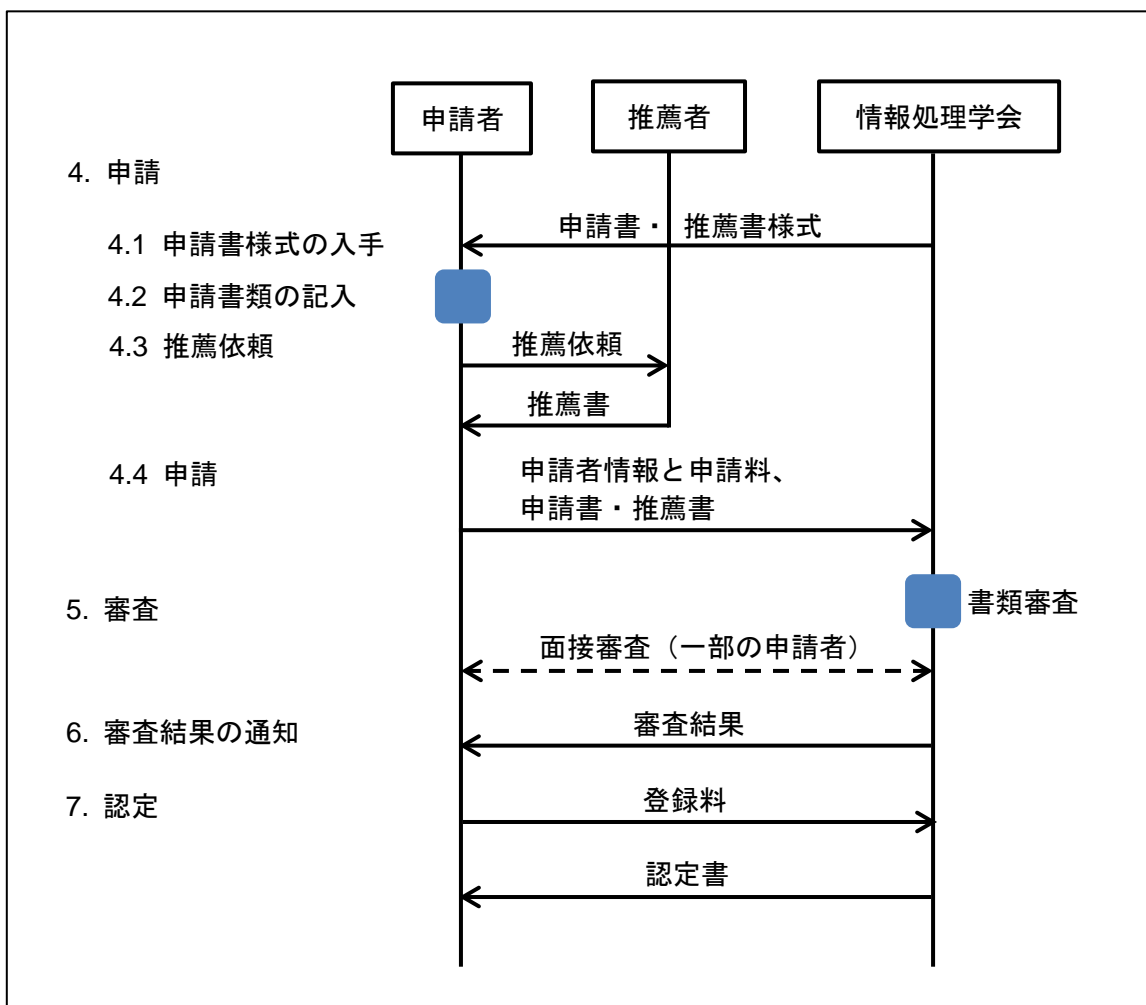 申請者
推薦者
情報処理学会
4. 申請
申請書・ 推薦書様式
4.1 申請書様式の入手
4.2 申請書類の記入
4.3 推薦依頼
推薦依頼
推薦書
4.4 申請
申請者情報と申請料、
申請書・推薦書
5. 審査
書類審査
面接審査（一部の申請者）
6. 審査結果の通知
審査結果
7. 認定
登録料
認定書